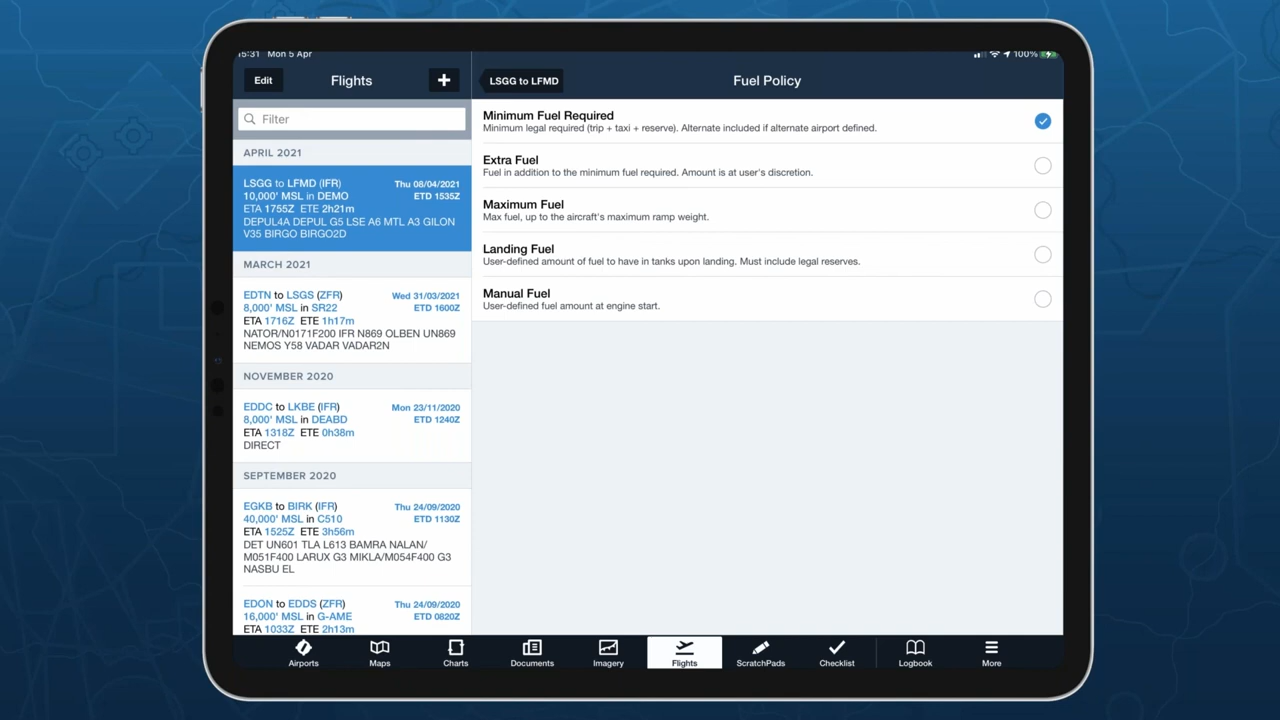 15:31 Mon 5 Apr
100%
Edit
Flights
+
LSGG to LFMD
Fuel Policy
Filter
APRIL 2021
LSGG to LFMD (IFR) Thu 08/04/2021
10,000' MSL in DEMO ETD 1535Z
ETA 1755Z ETE 2h21m
DEPUL4A DEPUL G5 LSE A6 MTL A3 GILON
V35 BIRGO BIRGO2D
MARCH 2021
EDTN to LSGS (ZFR) Wed 31/03/2021
8,000' MSL in SR22 ETD 1600Z
ETA 1716Z ETE 1h17m
NATOR/N0171F200 IFR N869 OLBEN UN869
NEMOS Y58 VADAR VADAR2N
NOVEMBER 2020
EDDC to LKBE (IFR) Mon 23/11/2020
8,000' MSL in DEABD ETD 1240Z
ETA 1318Z ETE 0h38m
DIRECT
SEPTEMBER 2020
EGKB to BIRK (IFR) Thu 24/09/2020
40,000' MSL in C510 ETD 1130Z
ETA 1525Z ETE 3h56m
DET UN601 TLA L613 BAMRA NALAN/
M051F400 LARUX G3 MIKLA/M054F400 G3
NASBU EL
EDON to EDDS (ZFR) Thu 24/09/2020
16,000' MSL in G-AME ETD 0820Z
ETA 1033Z ETE 2h13m
Minimum Fuel Required
Minimum legal required (trip + taxi + reserve). Alternate included if alternate airport defined.
Extra Fuel
Fuel in addition to the minimum fuel required. Amount is at user's discretion.
Maximum Fuel
Max fuel, up to the aircraft's maximum ramp weight.
Landing Fuel
User-defined amount of fuel to have in tanks upon landing. Must include legal reserves.
Manual Fuel
User-defined fuel amount at engine start.
Airports
Maps
Charts
Documents
Imagery
Flights
ScratchPads
Checklist
Logbook
More